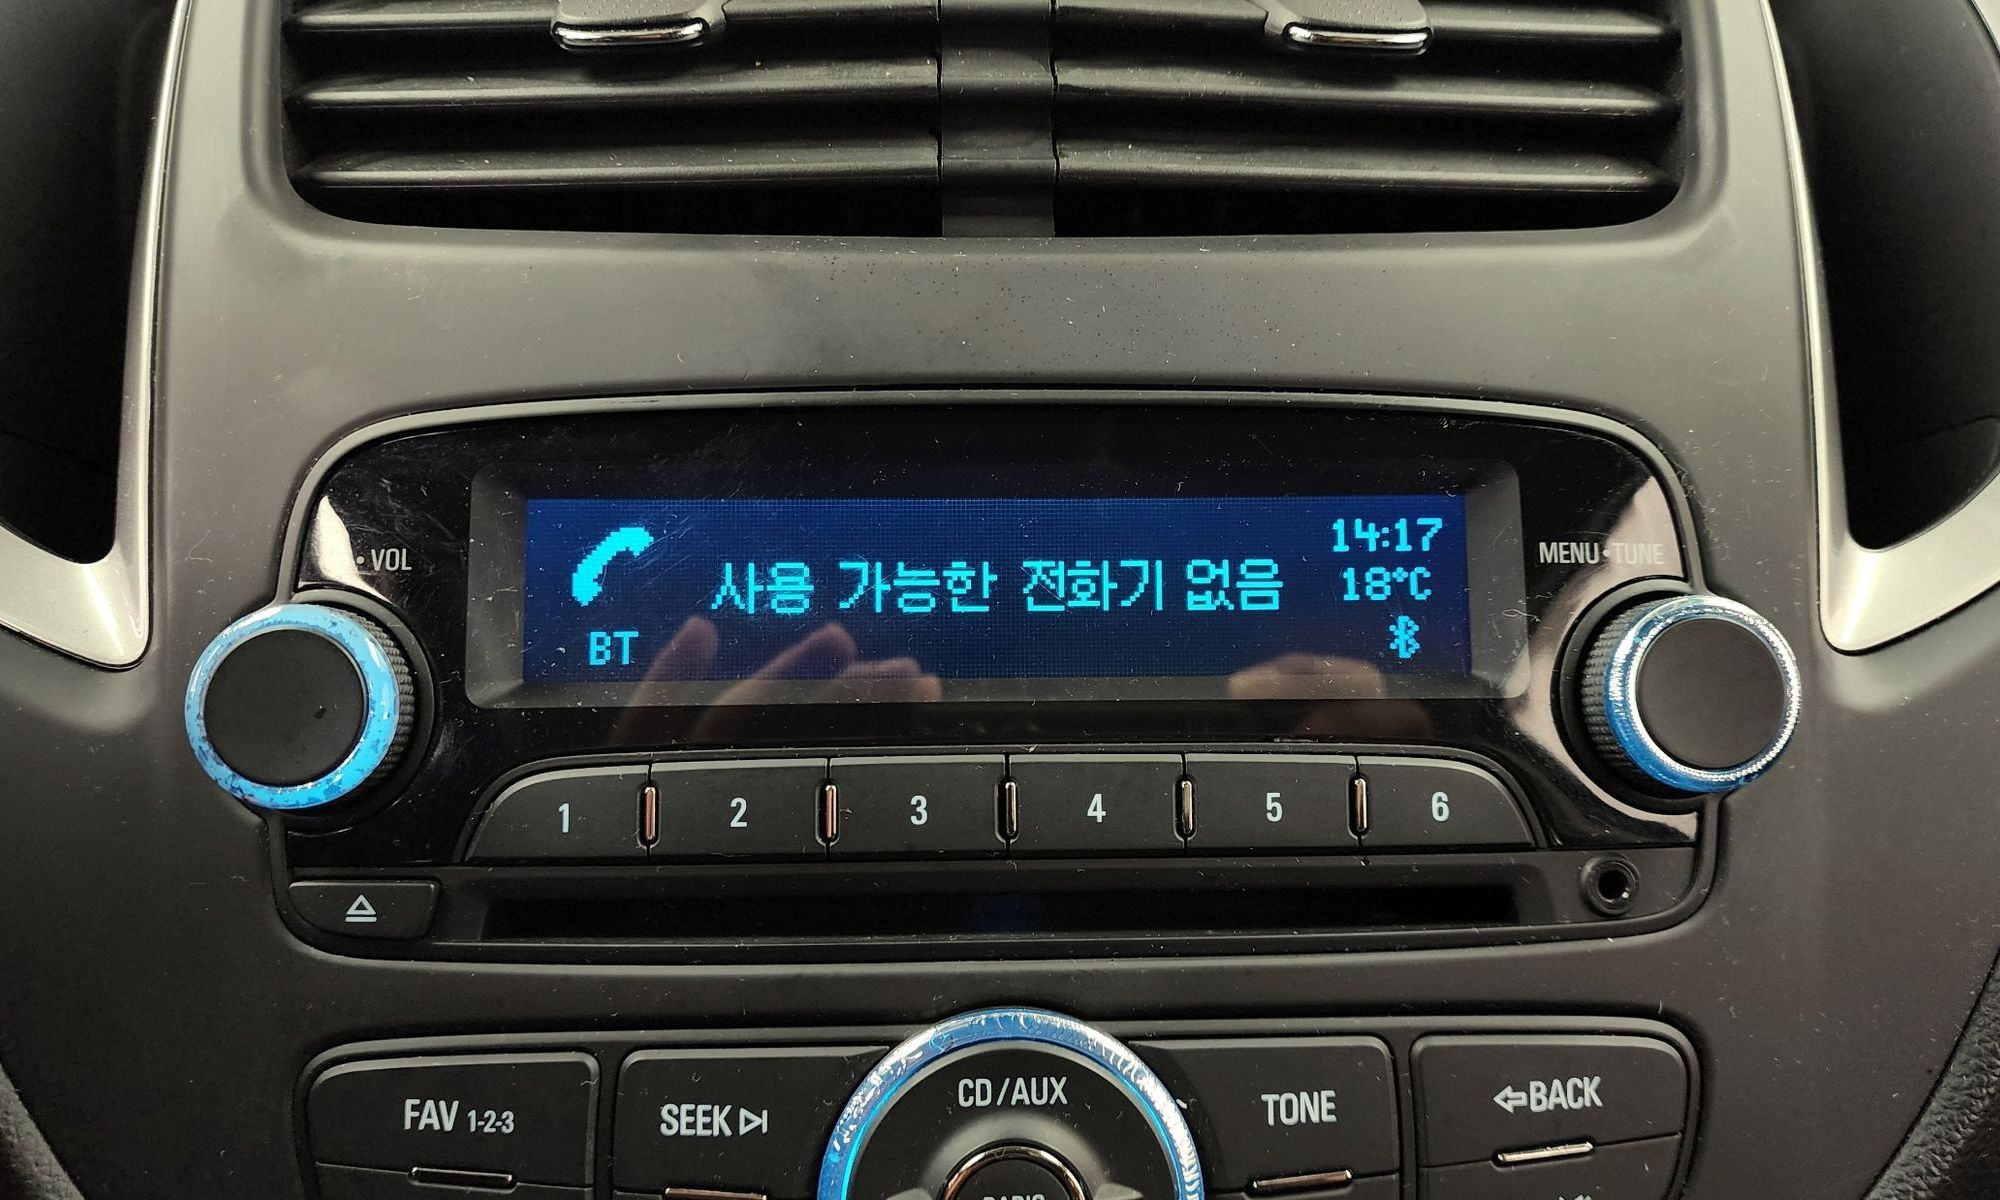 VOL
사용 가능한 전화기 없음
14:17
18°C
BT
MENU•TUNE
1
2
3
4
5
6
FAV 1-2-3
SEEK
CD/AUX
TONE
BACK